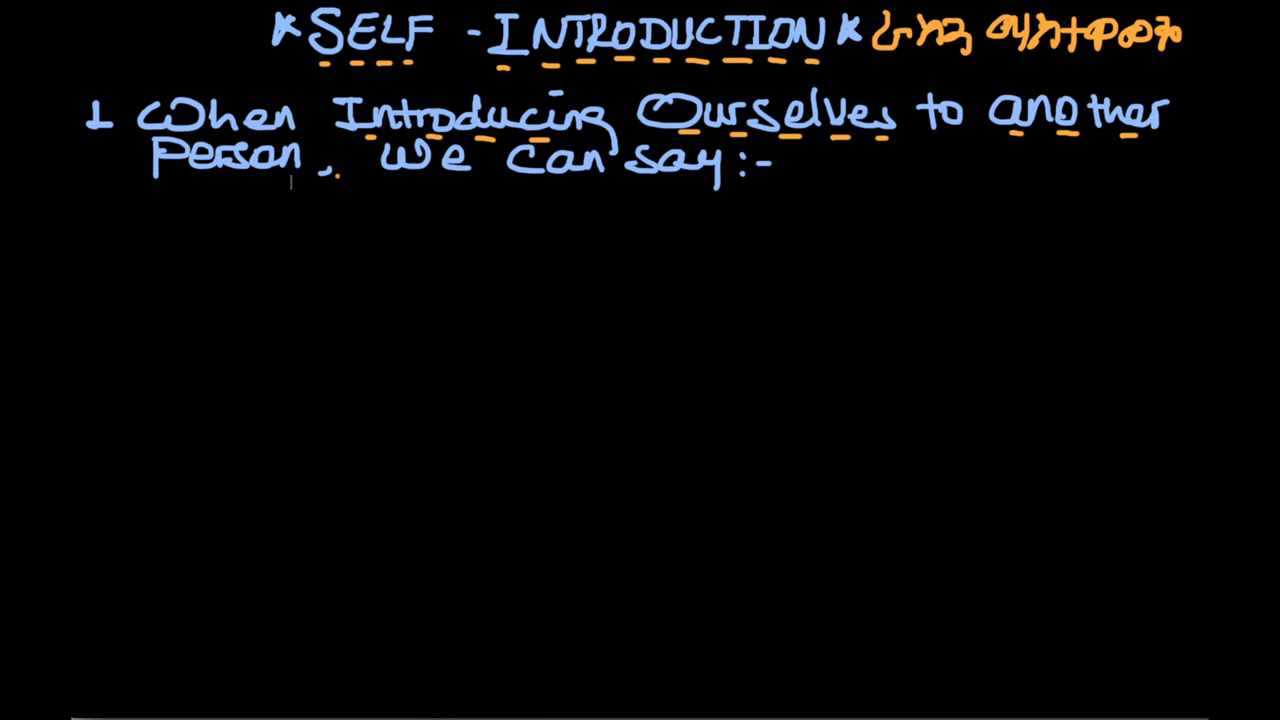 *SELF - INTRODUCTION* ራስን ማስተዋወቅ
1 When Introducing Ourselves to another
Person, We Can say :-